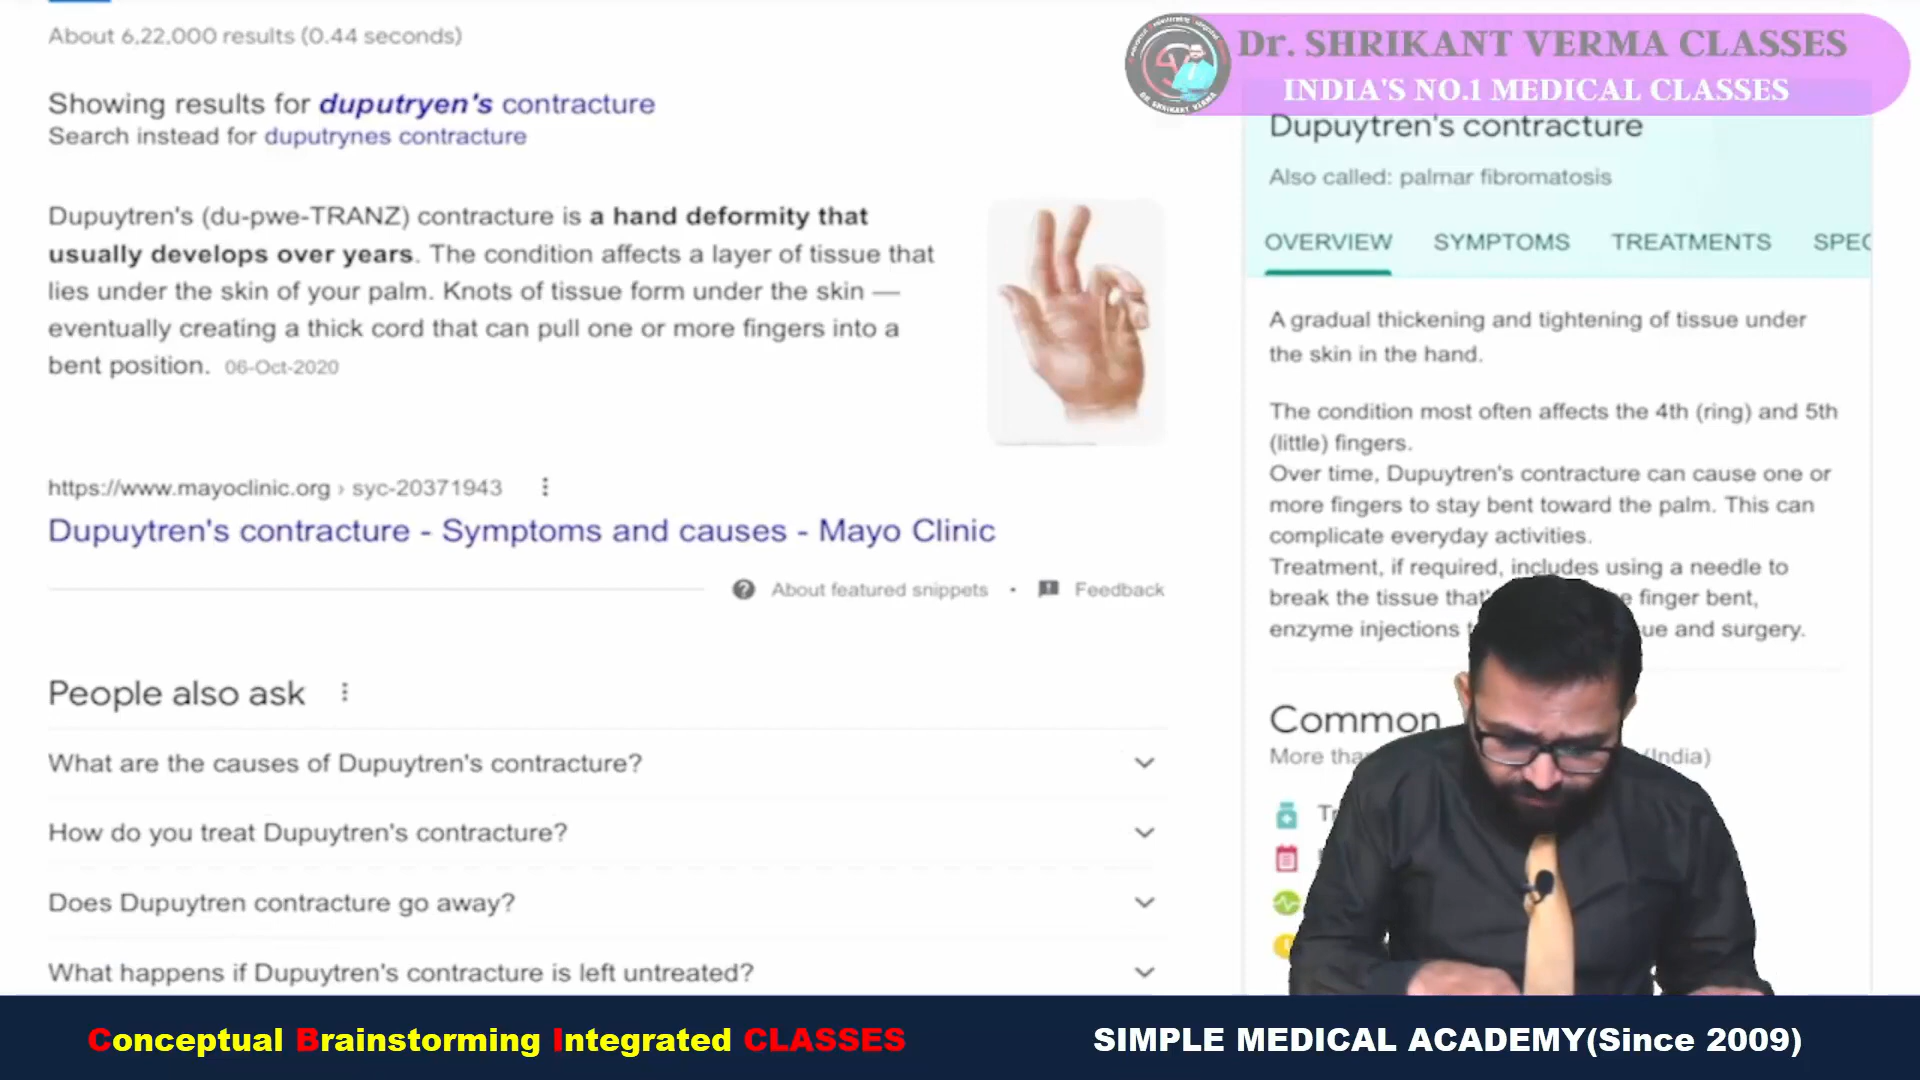 About 6,22,000 results (0.44 seconds)
Dr. SHRIKANT VERMA CLASSES
INDIA'S NO.1 MEDICAL CLASSES
Showing results for duputryen's contracture
Search instead for duputrynes contracture
Dupuytren's (du-pwe-TRANZ) contracture is a hand deformity that
usually develops over years. The condition affects a layer of tissue that
lies under the skin of your palm. Knots of tissue form under the skin —
eventually creating a thick cord that can pull one or more fingers into a
bent position. 06-Oct-2020
https://www.mayoclinic.org › syc-20371943
Dupuytren's contracture - Symptoms and causes - Mayo Clinic
About featured snippets • Feedback
People also ask
What are the causes of Dupuytren's contracture?
How do you treat Dupuytren's contracture?
Does Dupuytren contracture go away?
What happens if Dupuytren's contracture is left untreated?
Dupuytren's contracture
Also called: palmar fibromatosis
OVERVIEW SYMPTOMS TREATMENTS SPEC
A gradual thickening and tightening of tissue under
the skin in the hand.
The condition most often affects the 4th (ring) and 5th
(little) fingers.
Over time, Dupuytren's contracture can cause one or
more fingers to stay bent toward the palm. This can
complicate everyday activities.
Treatment, if required, includes using a needle to
break the tissue that' finger bent,
enzyme injections and surgery.
Common
More tha India)
Conceptual Brainstorming Integrated CLASSES
SIMPLE MEDICAL ACADEMY(Since 2009)